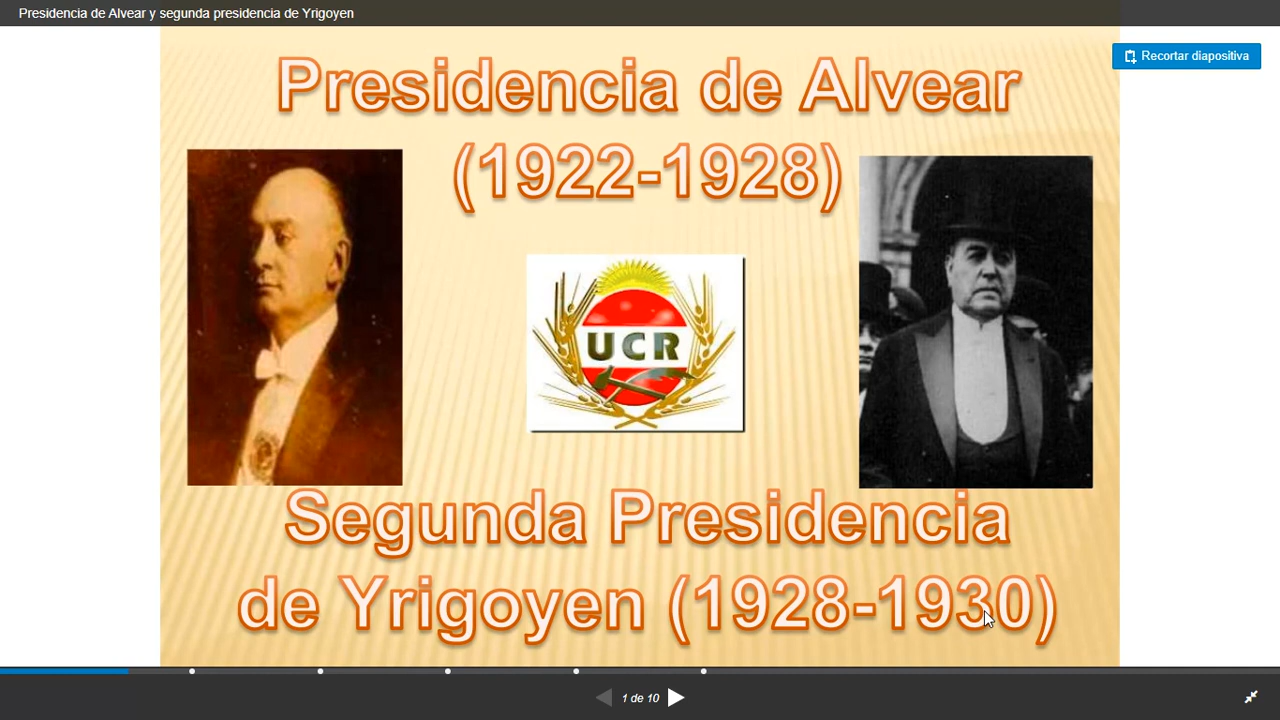 Presidencia de Alvear y segunda presidencia de Yrigoyen
Recortar diapositiva
Presidencia de Alvear
(1922-1928)
UCR
Segunda Presidencia
de Yrigoyen (1928-1930)
1 de 10